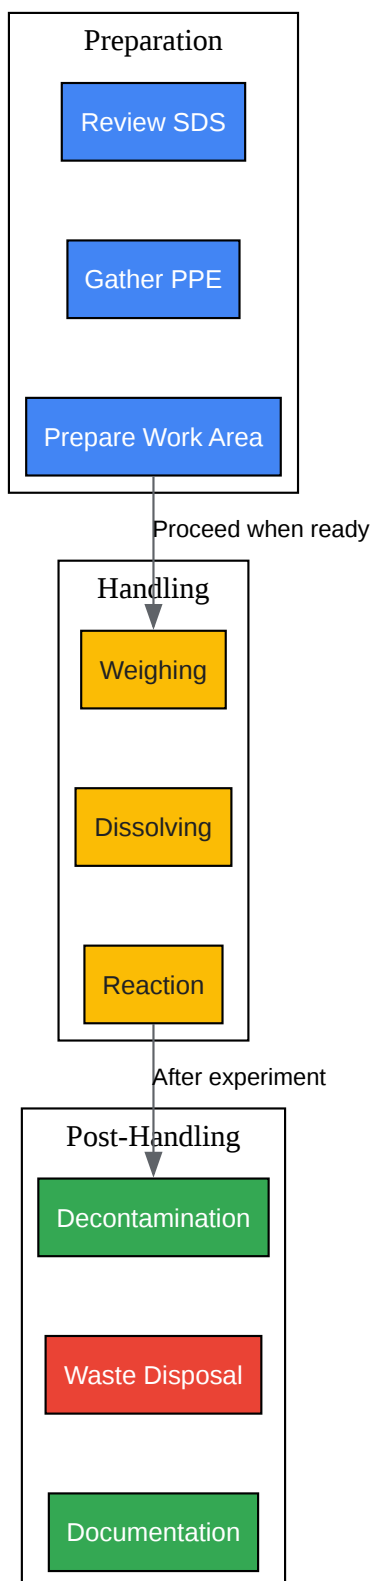 Preparation
Review SDS
Gather PPE
Prepare Work Area
Proceed when ready
Handling
Weighing
Dissolving
Reaction
After experiment
Post-Handling
Decontamination
Waste Disposal
Documentation